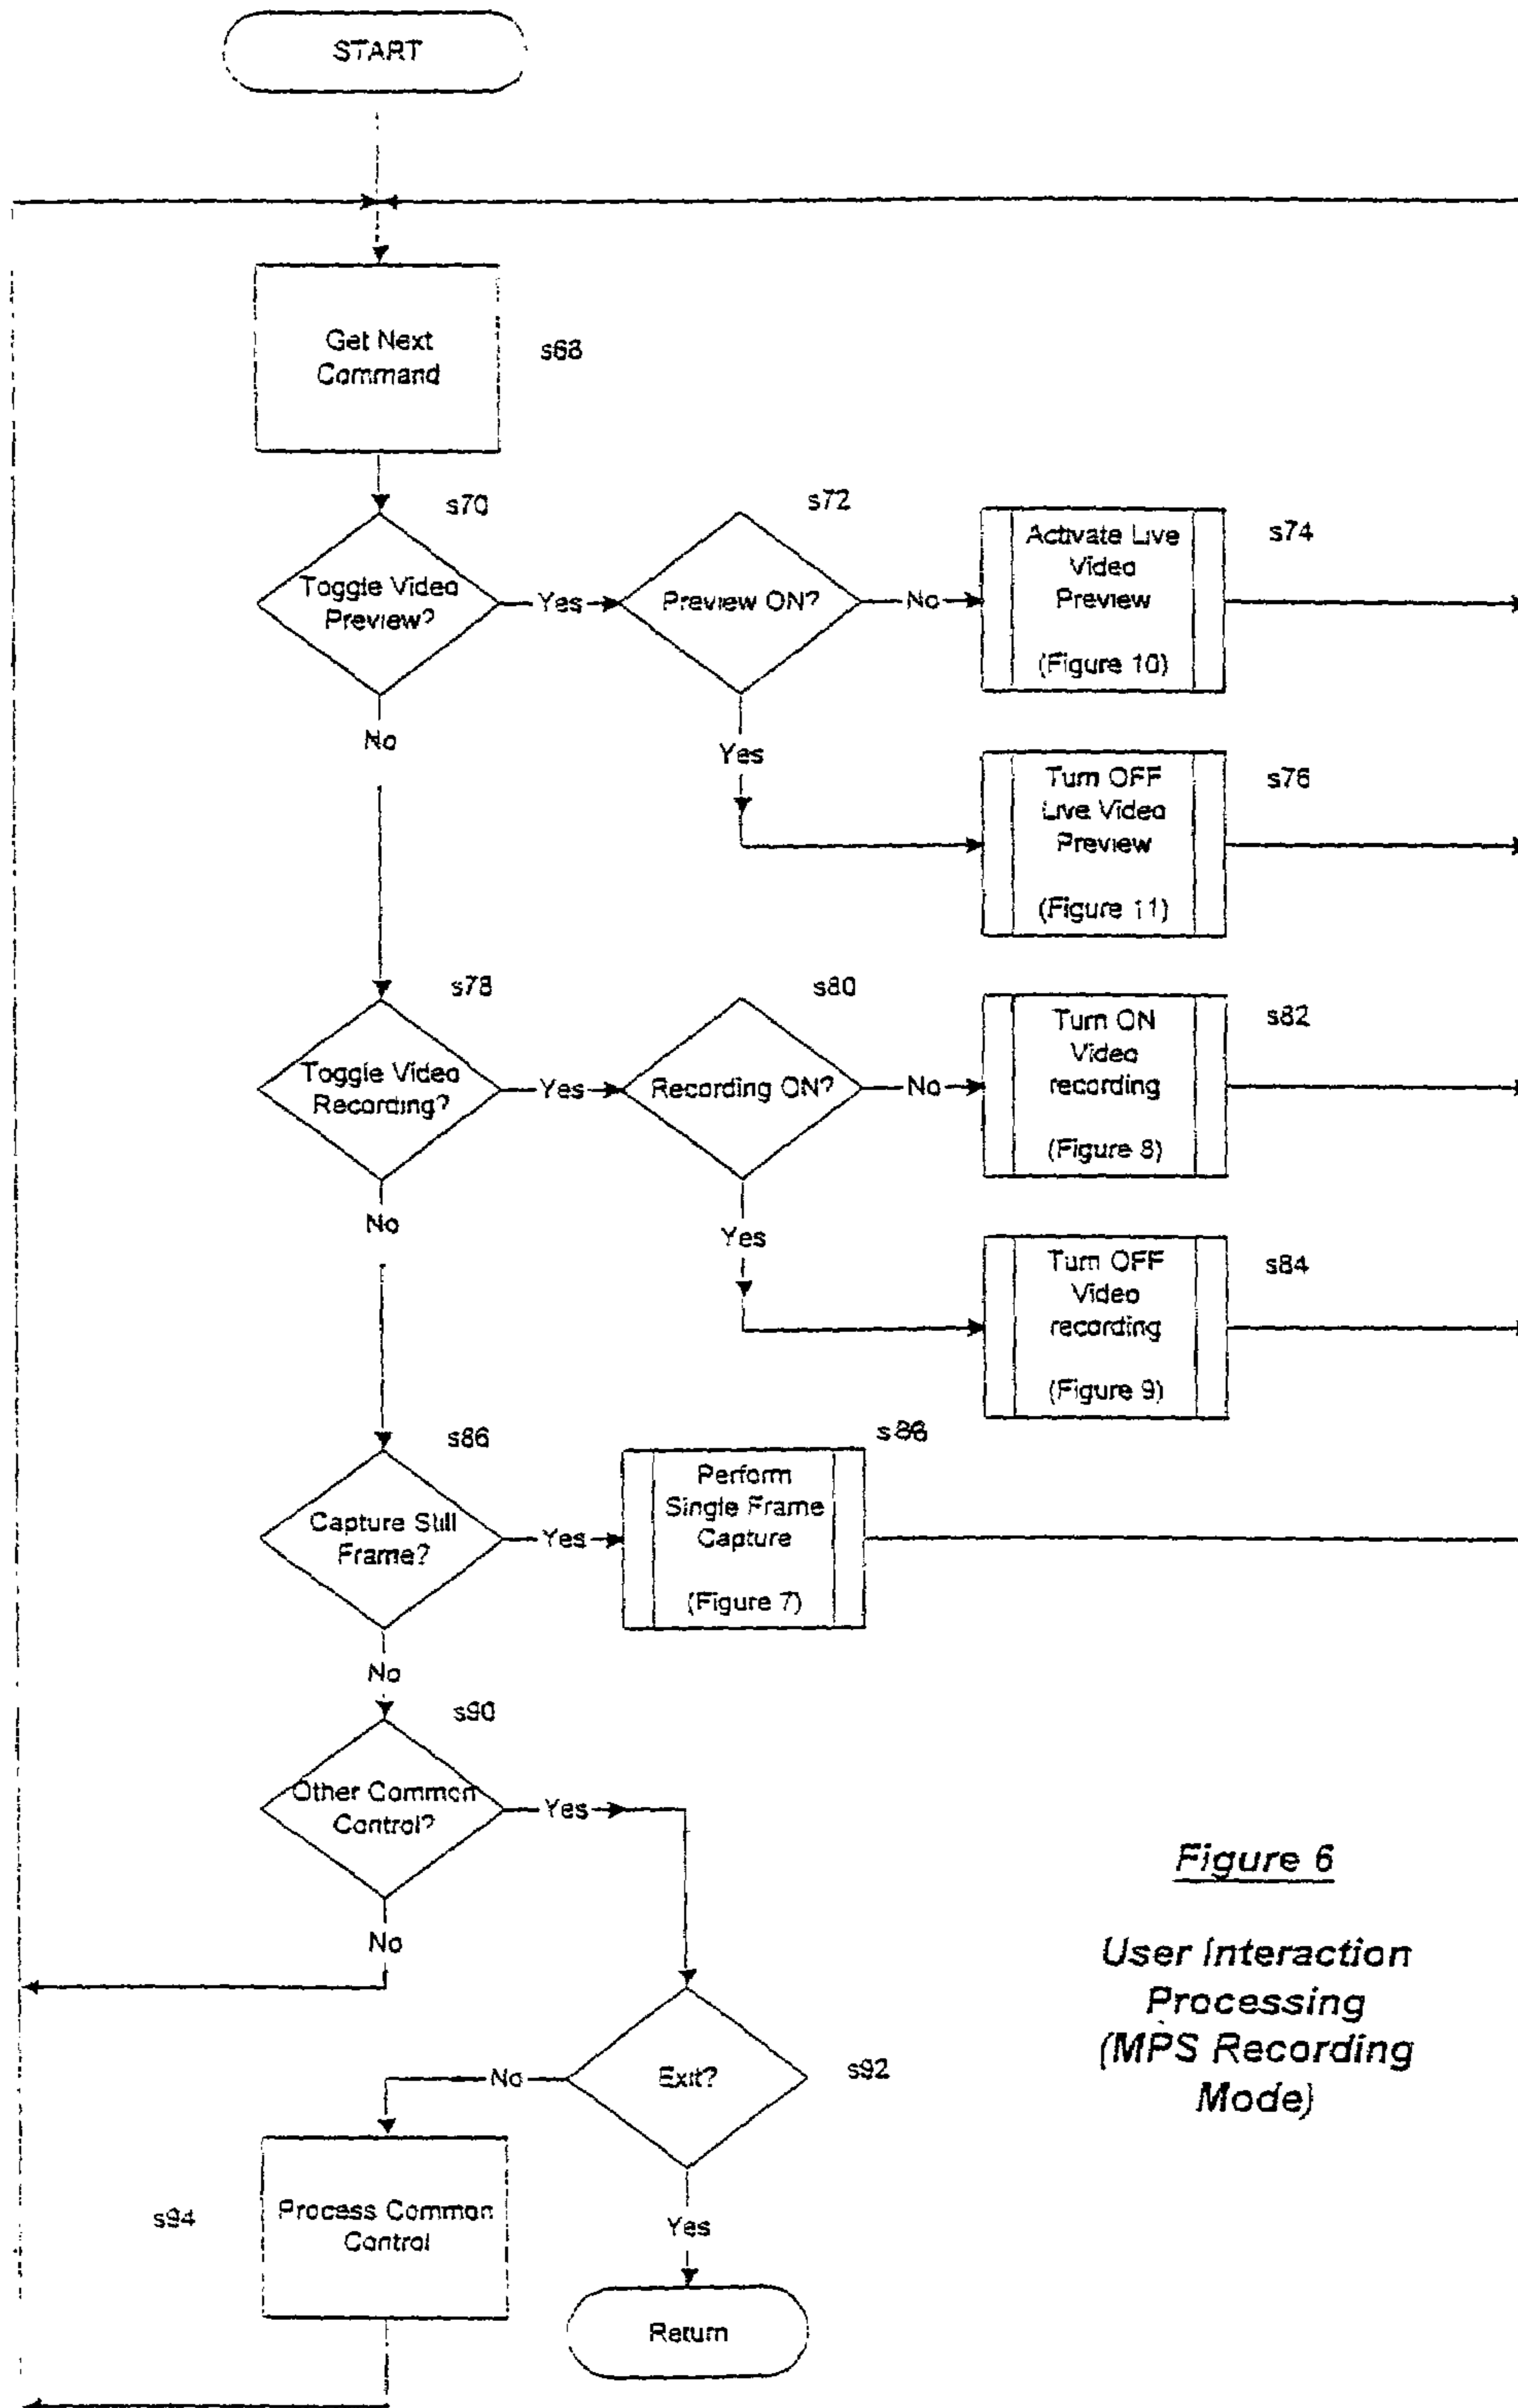 START
Get Next
Command
s68
s70
Toggle Video
Preview?
Yes
No
s72
Preview ON?
No
Yes
Activate Live
Video
Preview
(Figure 10)
s74
Turn OFF
Live Video
Preview
(Figure 11)
s76
s78
Toggle Video
Recording?
Yes
No
s80
Recording ON?
No
Yes
Turn ON
Video
recording
(Figure 8)
s82
Turn OFF
Video
recording
(Figure 9)
s84
s86
Capture Still
Frame?
Yes
No
Perform
Single Frame
Capture
(Figure 7)
s90
Other Common
Control?
Yes
No
Exit?
s92
No
Yes
s94
Process Common
Control
Return
Figure 6
User Interaction
Processing
(MPS Recording
Mode)